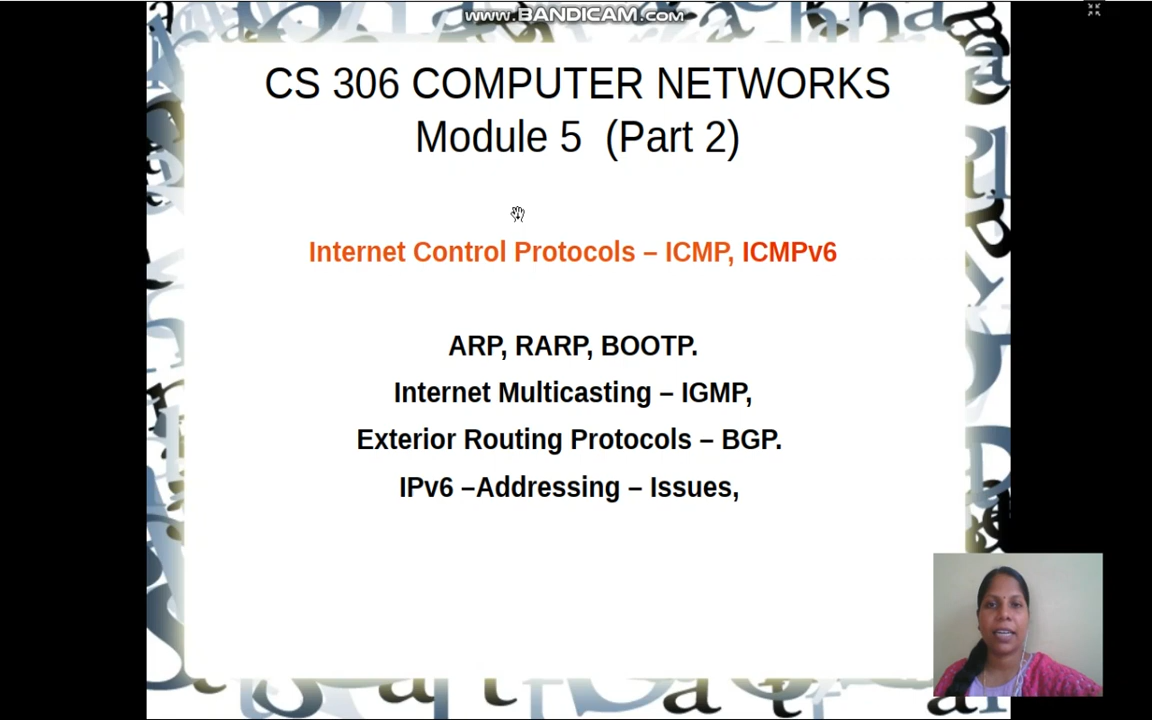 www.BANDICAM.com
CS 306 COMPUTER NETWORKS
Module 5 (Part 2)
Internet Control Protocols – ICMP, ICMPv6
ARP, RARP, BOOTP.
Internet Multicasting – IGMP,
Exterior Routing Protocols – BGP.
IPv6 –Addressing – Issues,